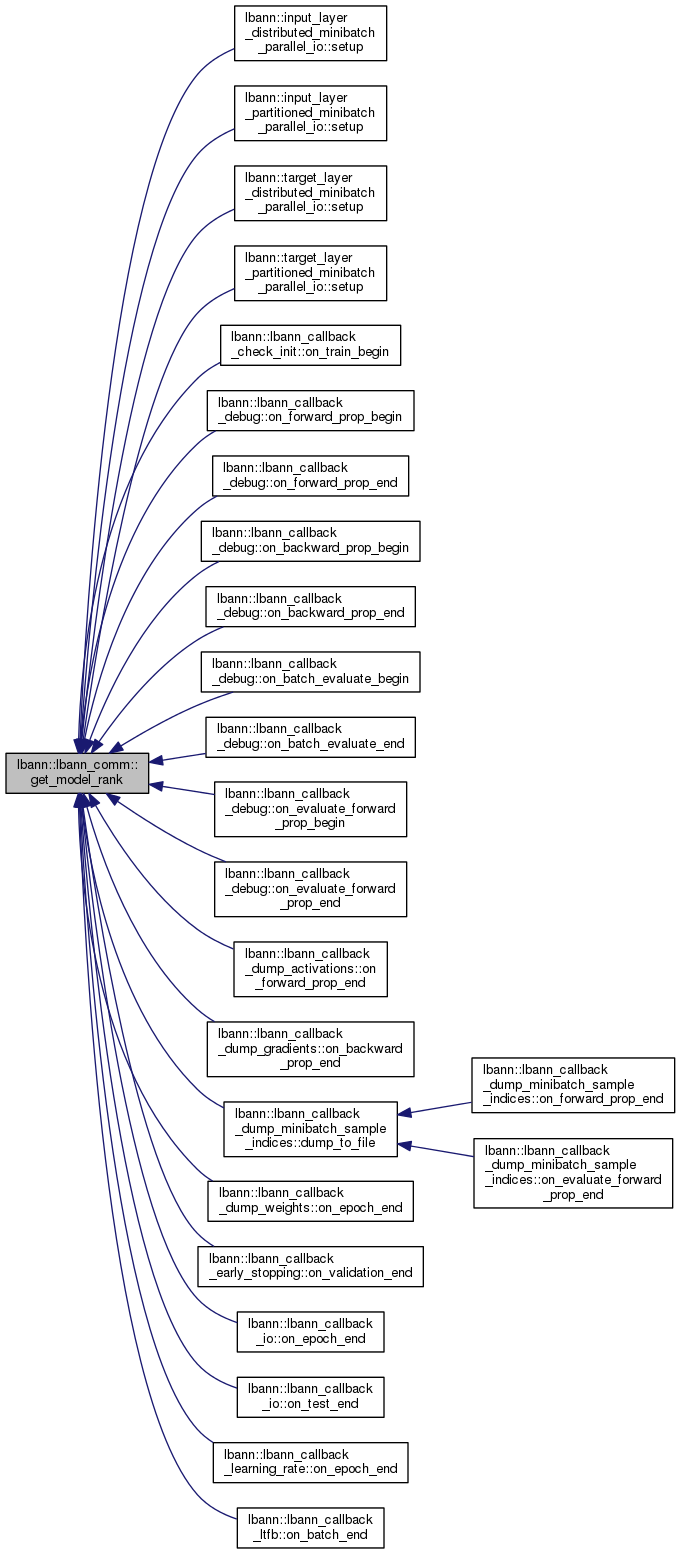 lbann::input_layer
_distributed_minibatch
_parallel_io::setup
lbann::input_layer
_partitioned_minibatch
_parallel_io::setup
lbann::target_layer
_distributed_minibatch
_parallel_io::setup
lbann::target_layer
_partitioned_minibatch
_parallel_io::setup
lbann::lbann_callback
_check_init::on_train_begin
lbann::lbann_callback
_debug::on_forward_prop_begin
lbann::lbann_callback
_debug::on_forward_prop_end
lbann::lbann_callback
_debug::on_backward_prop_begin
lbann::lbann_callback
_debug::on_backward_prop_end
lbann::lbann_callback
_debug::on_batch_evaluate_begin
lbann::lbann_callback
_debug::on_batch_evaluate_end
lbann::lbann_comm::
get_model_rank
lbann::lbann_callback
_debug::on_evaluate_forward
_prop_begin
lbann::lbann_callback
_debug::on_evaluate_forward
_prop_end
lbann::lbann_callback
_dump_activations::on
_forward_prop_end
lbann::lbann_callback
_dump_gradients::on_backward
_prop_end
lbann::lbann_callback
_dump_minibatch_sample
_indices::dump_to_file
lbann::lbann_callback
_dump_minibatch_sample
_indices::on_forward_prop_end
lbann::lbann_callback
_dump_minibatch_sample
_indices::on_evaluate_forward
_prop_end
lbann::lbann_callback
_dump_weights::on_epoch_end
lbann::lbann_callback
_early_stopping::on_validation_end
lbann::lbann_callback
_io::on_epoch_end
lbann::lbann_callback
_io::on_test_end
lbann::lbann_callback
_learning_rate::on_epoch_end
lbann::lbann_callback
_ltfb::on_batch_end